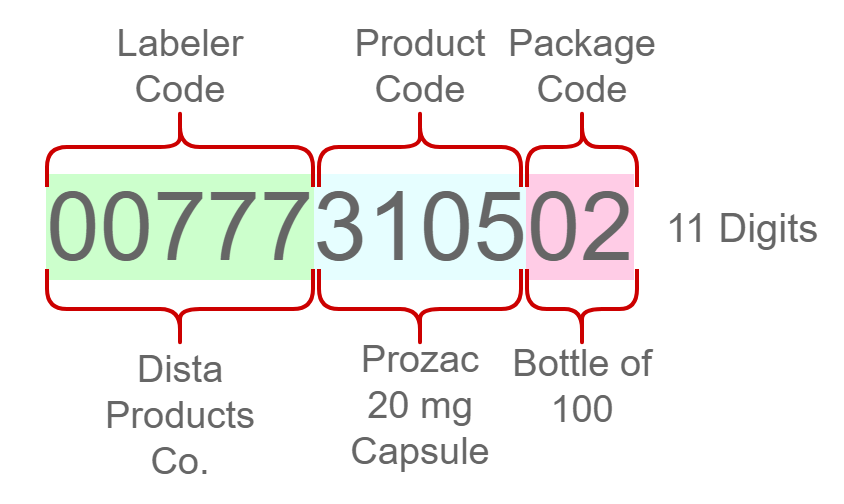 Labeler
Code
Product
Code
Package
Code
00777310502
11 Digits
Dista
Products
Co.
Prozac
20 mg
Capsule
Bottle of
100